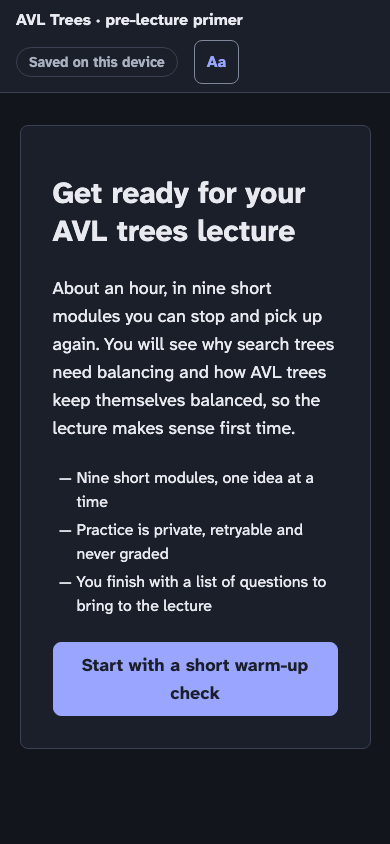 AVL Trees · pre-lecture primer
Saved on this device
Aa
Get ready for your
AVL trees lecture
About an hour, in nine short
modules you can stop and pick up
again. You will see why search trees
need balancing and how AVL trees
keep themselves balanced, so the
lecture makes sense first time.
— Nine short modules, one idea at a
time
— Practice is private, retryable and
never graded
— You finish with a list of questions to
bring to the lecture
Start with a short warm-up
check